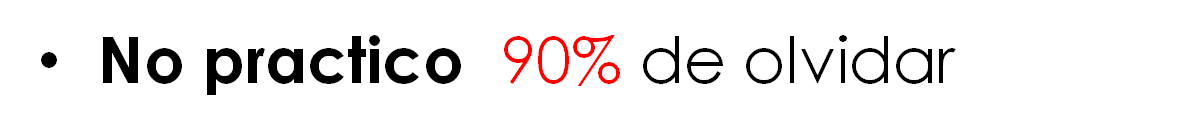 • No practico  90% de olvidar